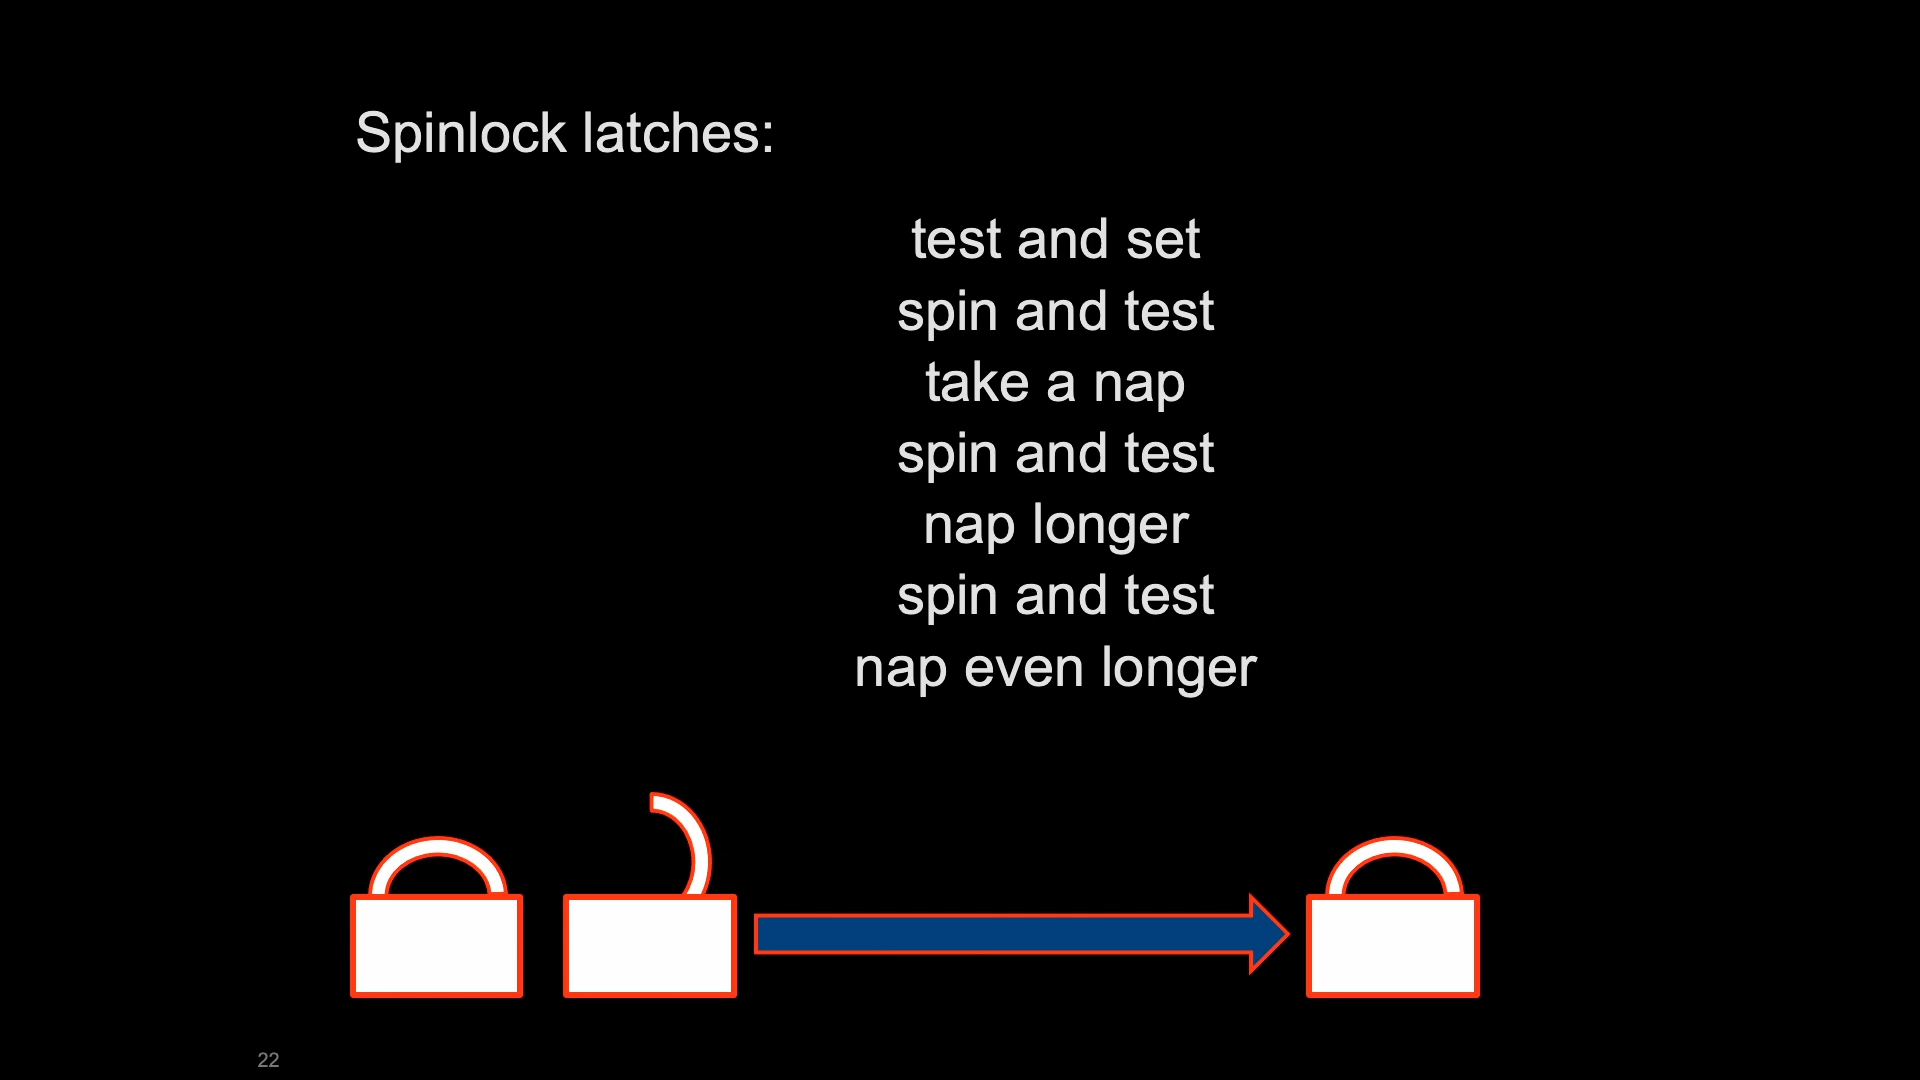 Spinlock latches:
test and set
spin and test
take a nap
spin and test
nap longer
spin and test
nap even longer
22